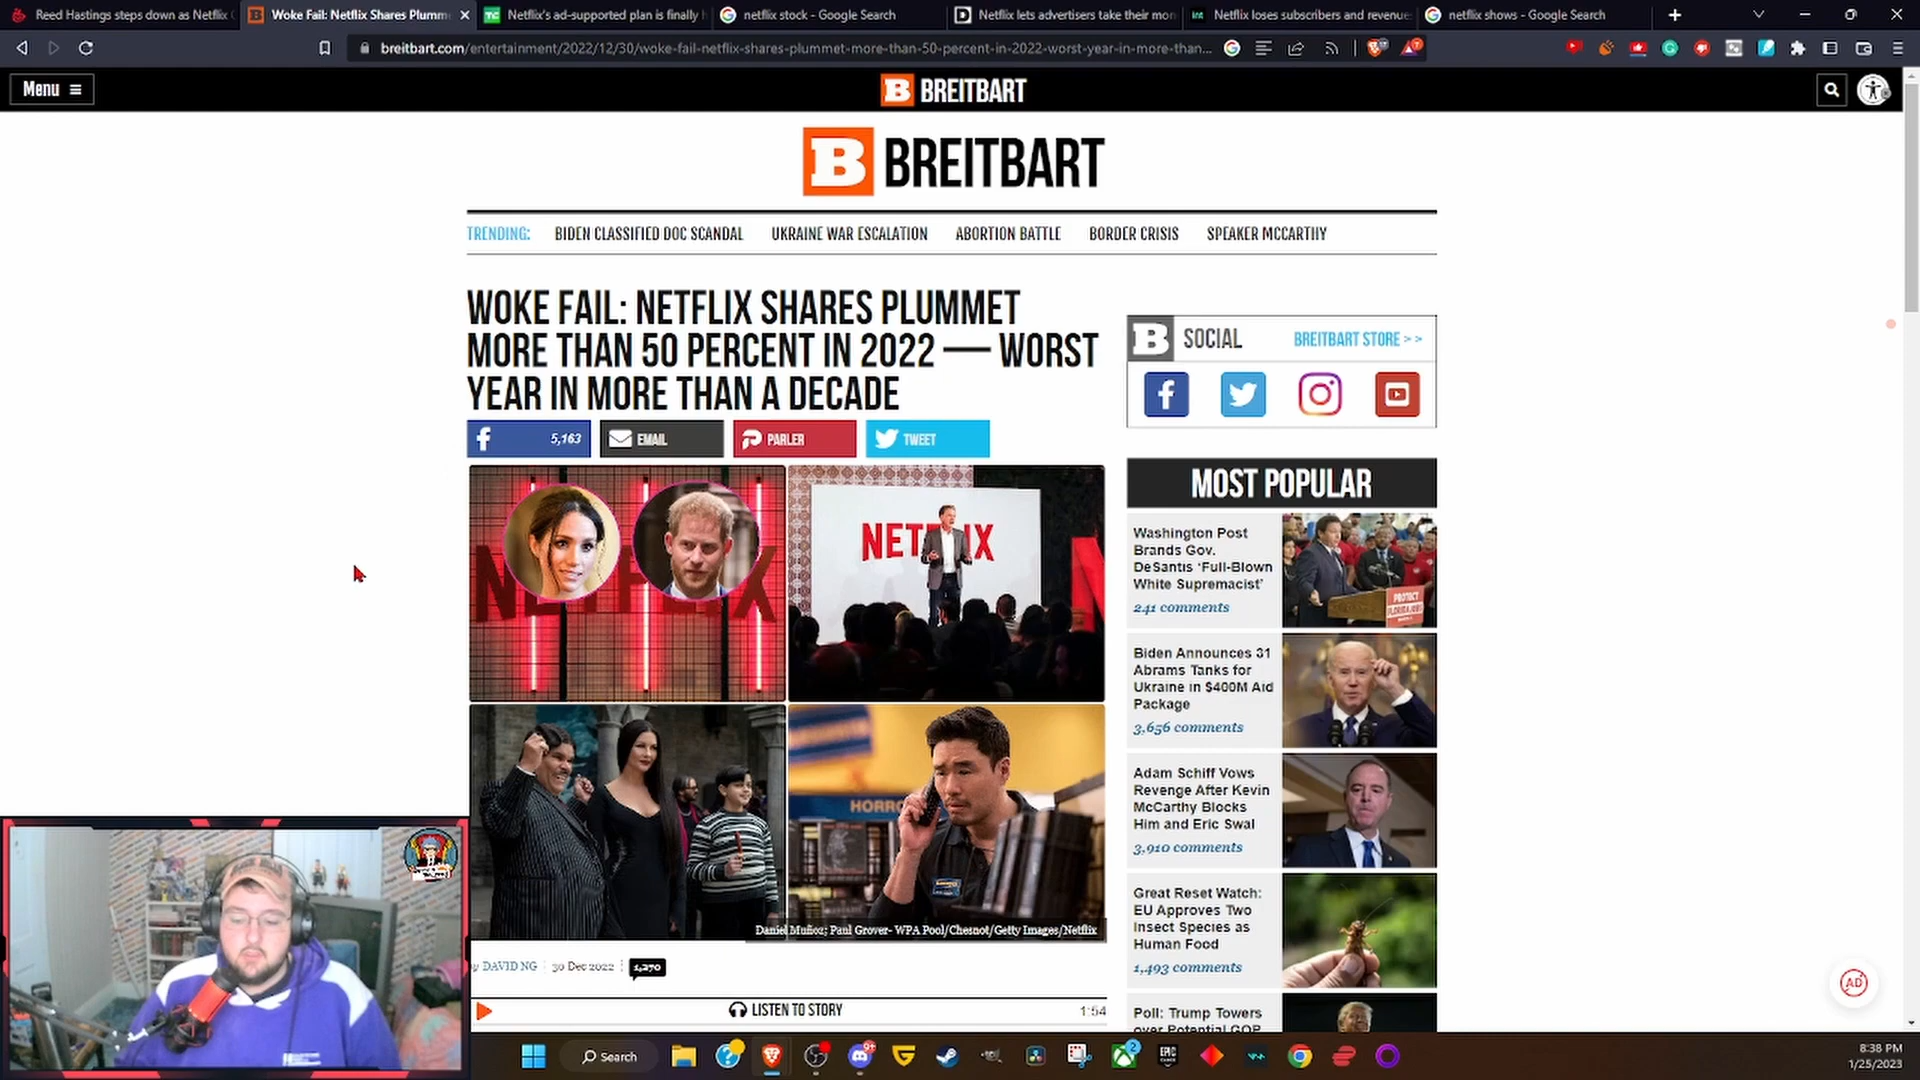 Reed Hastings steps down as Netflix C
Woke Fail: Netflix Shares Plumm
Netflix's ad-supported plan is finally h
netflix stock - Google Search
Netflix lets advertisers take their mon
Netflix loses subscribers and revenue
netflix shows - Google Search
breitbart.com/entertainment/2022/12/30/woke-fail-netflix-shares-plummet-more-than-50-percent-in-2022-worst-year-in-more-than...
Menu
BREITBART
BREITBART
TRENDING: BIDEN CLASSIFIED DOC SCANDAL UKRAINE WAR ESCALATION ABORTION BATTLE BORDER CRISIS SPEAKER MCCARTHY
WOKE FAIL: NETFLIX SHARES PLUMMET
MORE THAN 50 PERCENT IN 2022 — WORST
YEAR IN MORE THAN A DECADE
5,163 EMAIL PARLER TWEET
SOCIAL BREITBART STORE >>
MOST POPULAR
NETFLIX
NETFLIX
HORRO
Daniel Muñoz; Paul Grover- WPA Pool/Chesnot/Getty Images/Netflix
Washington Post
Brands Gov.
DeSantis 'Full-Blown
White Supremacist'
241 comments
PROTECT
FLORIDA JOBS
Biden Announces 31
Abrams Tanks for
Ukraine in $400M Aid
Package
3,656 comments
Adam Schiff Vows
Revenge After Kevin
McCarthy Blocks
Him and Eric Swal
3,910 comments
Great Reset Watch:
EU Approves Two
Insect Species as
Human Food
1,493 comments
Poll: Trump Towers
over Potential GOP
AD
DAVID NG 30 Dec 2022 1,270
LISTEN TO STORY 1:54
Search
8:38 PM
1/25/2023